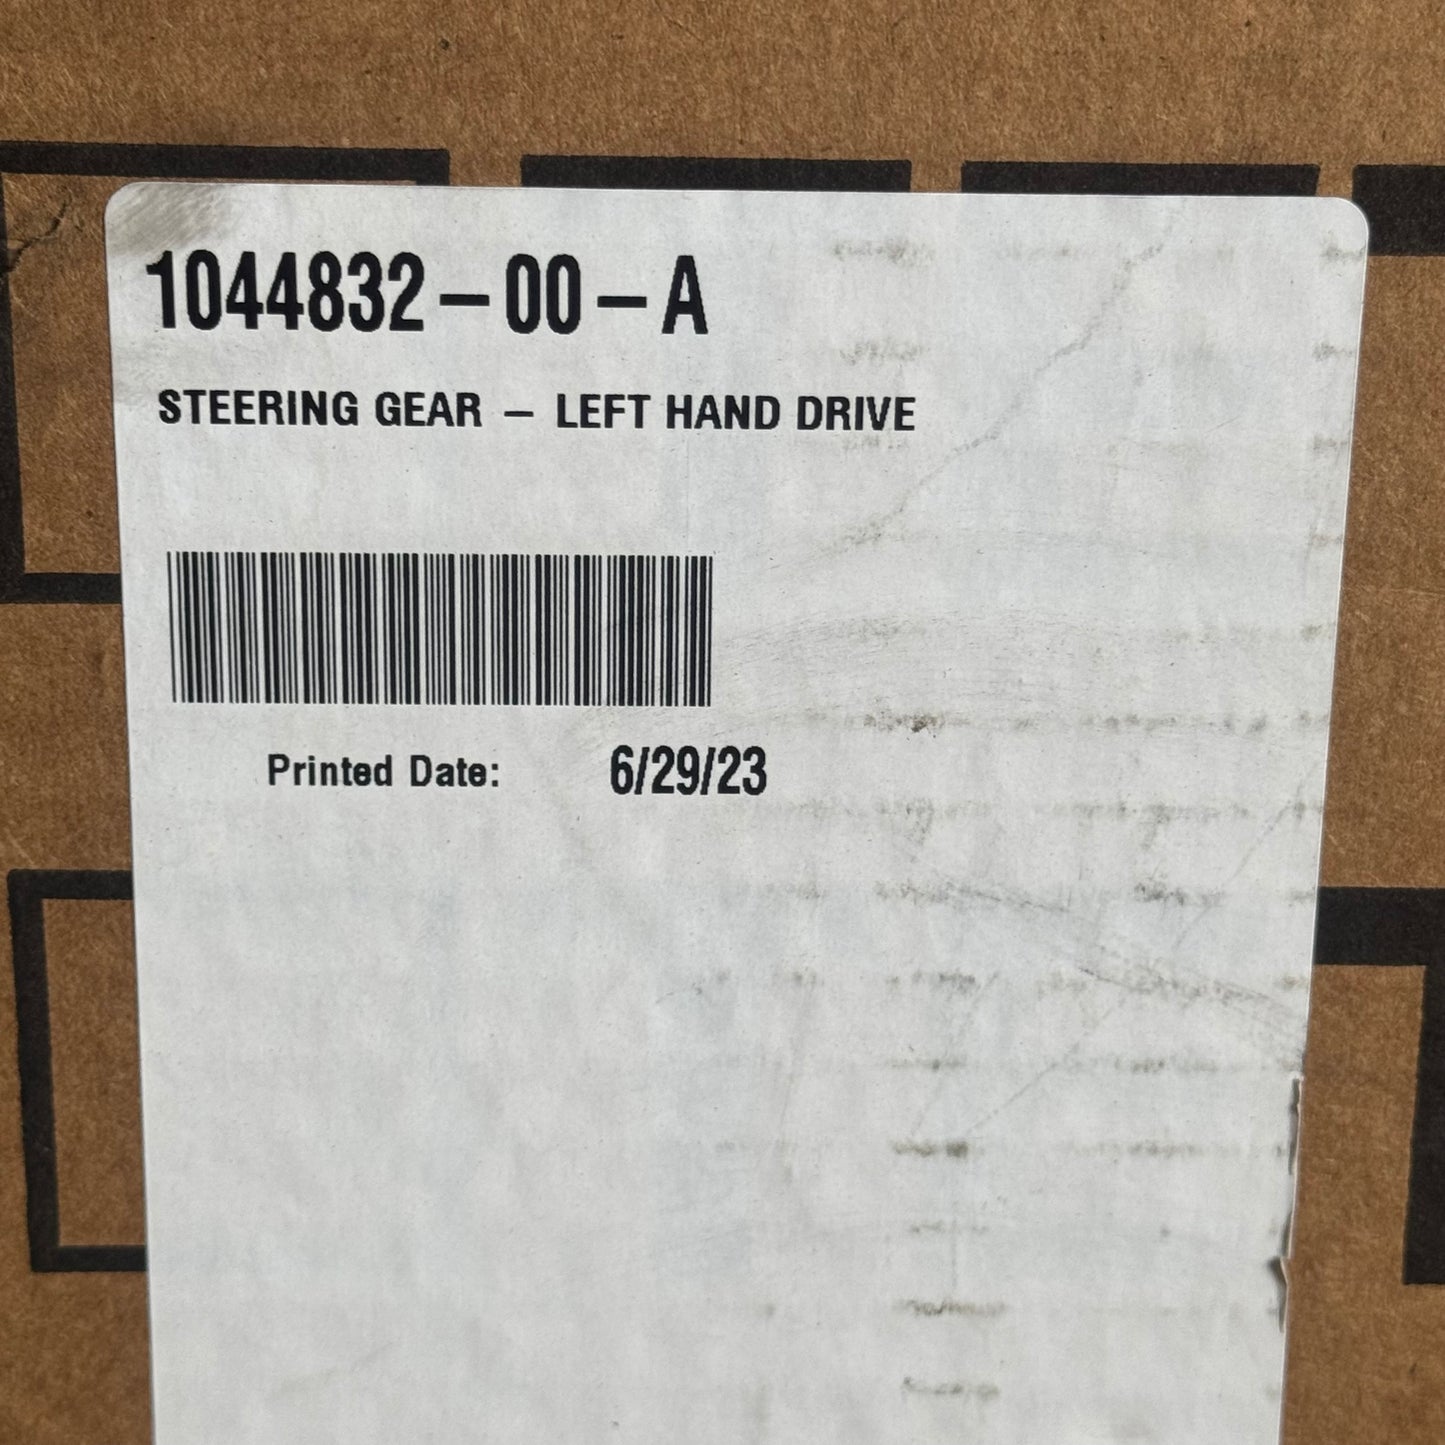 1044832-00-A
STEERING GEAR - LEFT HAND DRIVE
Printed Date: 6/29/23